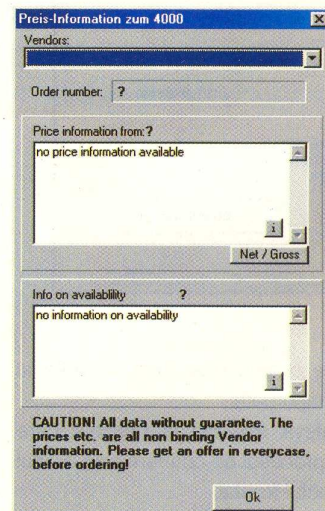 Preis-Information zum 4000
Vendors:
Order number: ?
Price information from: ?
no price information available
i
Net / Gross
Info on availablility ?
no information on availability
i
CAUTION! All data without guarantee. The
prices etc. are all non binding Vendor
information. Please get an offer in everycase,
before ordering!
Ok